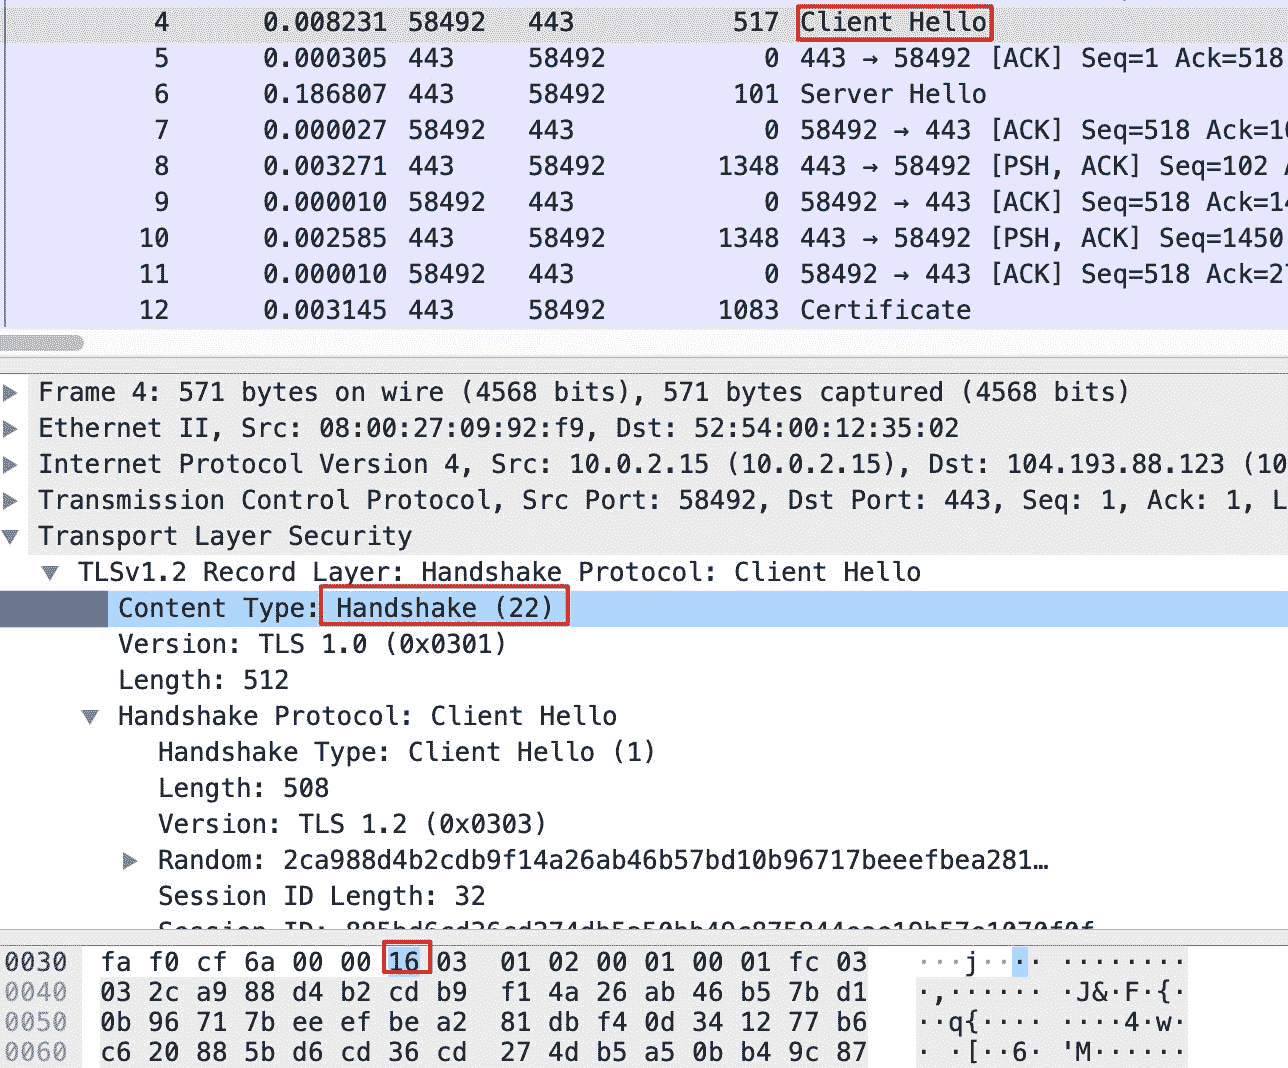 4 0.008231 58492 443 517 Client Hello
5 0.000305 443 58492 0 443 → 58492 [ACK] Seq=1 Ack=518
6 0.186807 443 58492 101 Server Hello
7 0.000027 58492 443 0 58492 → 443 [ACK] Seq=518 Ack=10
8 0.003271 443 58492 1348 443 → 58492 [PSH, ACK] Seq=102
9 0.000010 58492 443 0 58492 → 443 [ACK] Seq=518 Ack=14
10 0.002585 443 58492 1348 443 → 58492 [PSH, ACK] Seq=1450
11 0.000010 58492 443 0 58492 → 443 [ACK] Seq=518 Ack=27
12 0.003145 443 58492 1083 Certificate
Frame 4: 571 bytes on wire (4568 bits), 571 bytes captured (4568 bits)
Ethernet II, Src: 08:00:27:09:92:f9, Dst: 52:54:00:12:35:02
Internet Protocol Version 4, Src: 10.0.2.15 (10.0.2.15), Dst: 104.193.88.123 (10
Transmission Control Protocol, Src Port: 58492, Dst Port: 443, Seq: 1, Ack: 1, L
Transport Layer Security
TLSv1.2 Record Layer: Handshake Protocol: Client Hello
Content Type: Handshake (22)
Version: TLS 1.0 (0x0301)
Length: 512
Handshake Protocol: Client Hello
Handshake Type: Client Hello (1)
Length: 508
Version: TLS 1.2 (0x0303)
Random: 2ca988d4b2cdb9f14a26ab46b57bd10b96717beeefbea281…
Session ID Length: 32
Session ID:
0030 fa f0 cf 6a 00 00 16 03 01 02 00 01 00 01 fc 03 ···j···· ········
0040 03 2c a9 88 d4 b2 cd b9 f1 4a 26 ab 46 b5 7b d1 ·,······ ·J&·F·{·
0050 0b 96 71 7b ee ef be a2 81 db f4 0d 34 12 77 b6 ··q{···· ····4·w·
0060 c6 20 88 5b d6 cd 36 cd 27 4d b5 a5 0b b4 9c 87 · ·[··6· 'M······